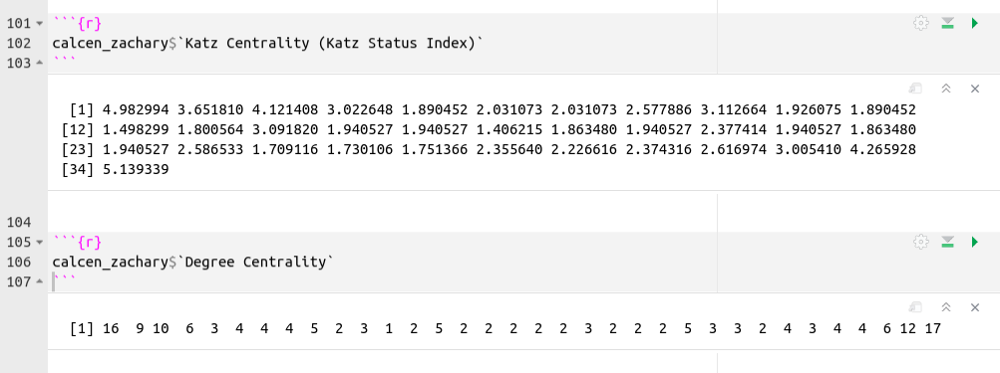 101 ```{r}
102 calcen_zachary$`Katz Centrality (Katz Status Index)`
103 ```
[1] 4.982994 3.651810 4.121408 3.022648 1.890452 2.031073 2.031073 2.577886 3.112664 1.926075 1.890452
[12] 1.498299 1.800564 3.091820 1.940527 1.940527 1.406215 1.863480 1.940527 2.377414 1.940527 1.863480
[23] 1.940527 2.586533 1.709116 1.730106 1.751366 2.355640 2.226616 2.374316 2.616974 3.005410 4.265928
[34] 5.139339
104
105 ```{r}
106 calcen_zachary$`Degree Centrality`
107 ```
[1] 16 9 10 6 3 4 4 4 5 2 3 1 2 5 2 2 2 2 2 3 2 2 2 5 3 3 2 4 3 4 4 6 12 17